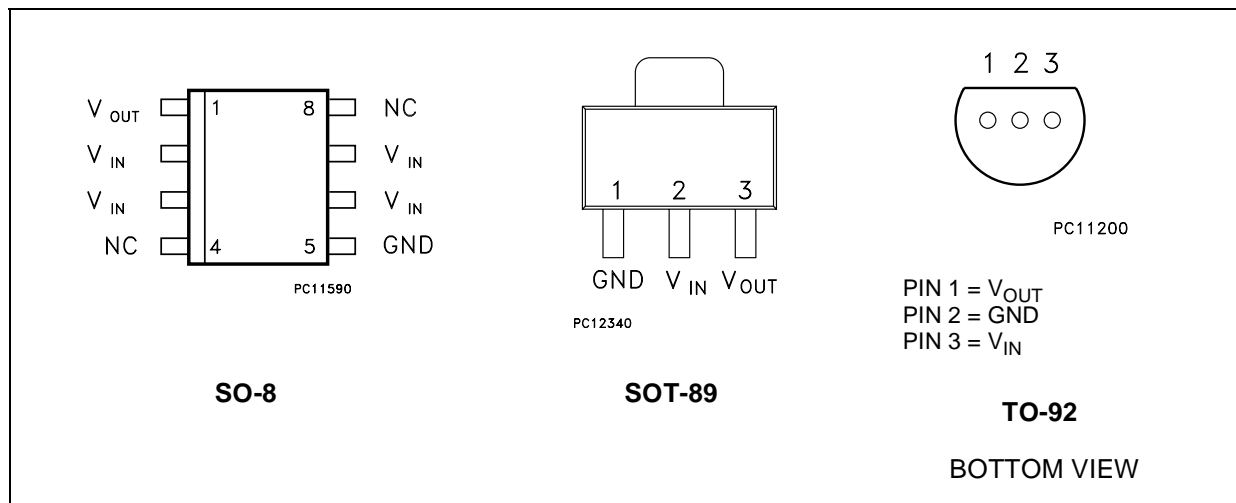 V OUT 1 8 NC
V IN V IN
V IN V IN
NC 4 5 GND
PC11590
SO-8
1 2 3
GND V IN V OUT
PC12340
SOT-89
1 2 3
PC11200
PIN 1 = VOUT
PIN 2 = GND
PIN 3 = VIN
TO-92
BOTTOM VIEW